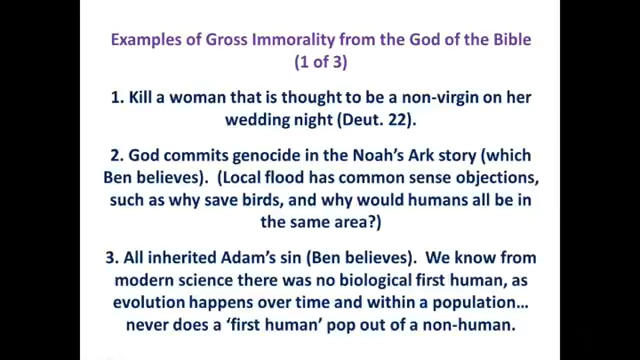 Examples of Gross Immorality from the God of the Bible
(1 of 3)
1. Kill a woman that is thought to be a non-virgin on her
wedding night (Deut. 22).
2. God commits genocide in the Noah's Ark story (which
Ben believes).  (Local flood has common sense objections,
such as why save birds, and why would humans all be in
the same area?)
3. All inherited Adam's sin (Ben believes).  We know from
modern science there was no biological first human, as
evolution happens over time and within a population…
never does a 'first human' pop out of a non-human.